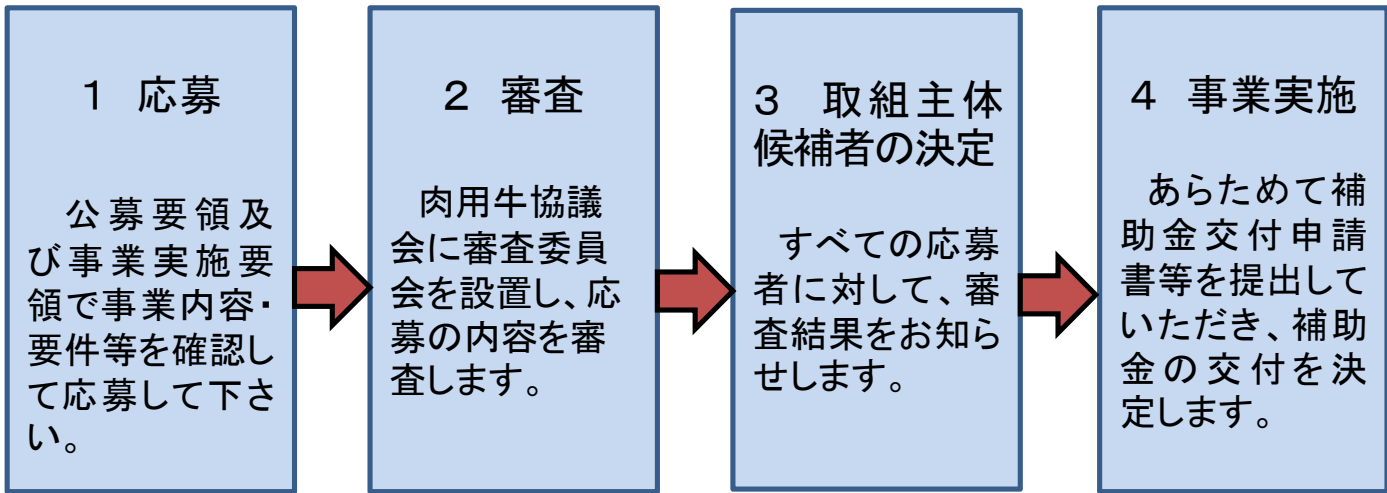 １　応募
公募要領及
び事業実施要
領で事業内容・
要件等を確認し
て応募して下さ
い。
２　審査
肉用牛協議
会に審査委員
会を設置し、応
募の内容を審
査します。
３　取組主体
候補者の決定
すべての応募
者に対して、審
査結果をお知ら
せします。
４　事業実施
あらためて補
助金交付申請
書等を提出して
いただき、補助
金の交付を決
定します。